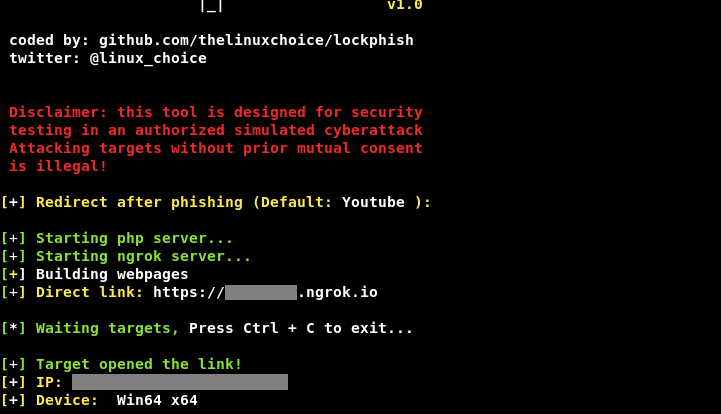 |_| v1.0
coded by: github.com/thelinuxchoice/lockphish
twitter: @linux_choice
Disclaimer: this tool is designed for security
testing in an authorized simulated cyberattack
Attacking targets without prior mutual consent
is illegal!
[+] Redirect after phishing (Default: Youtube ):
[+] Starting php server...
[+] Starting ngrok server...
[+] Building webpages
[+] Direct link: https:// .ngrok.io
[*] Waiting targets, Press Ctrl + C to exit...
[+] Target opened the link!
[+] IP:
[+] Device: Win64 x64